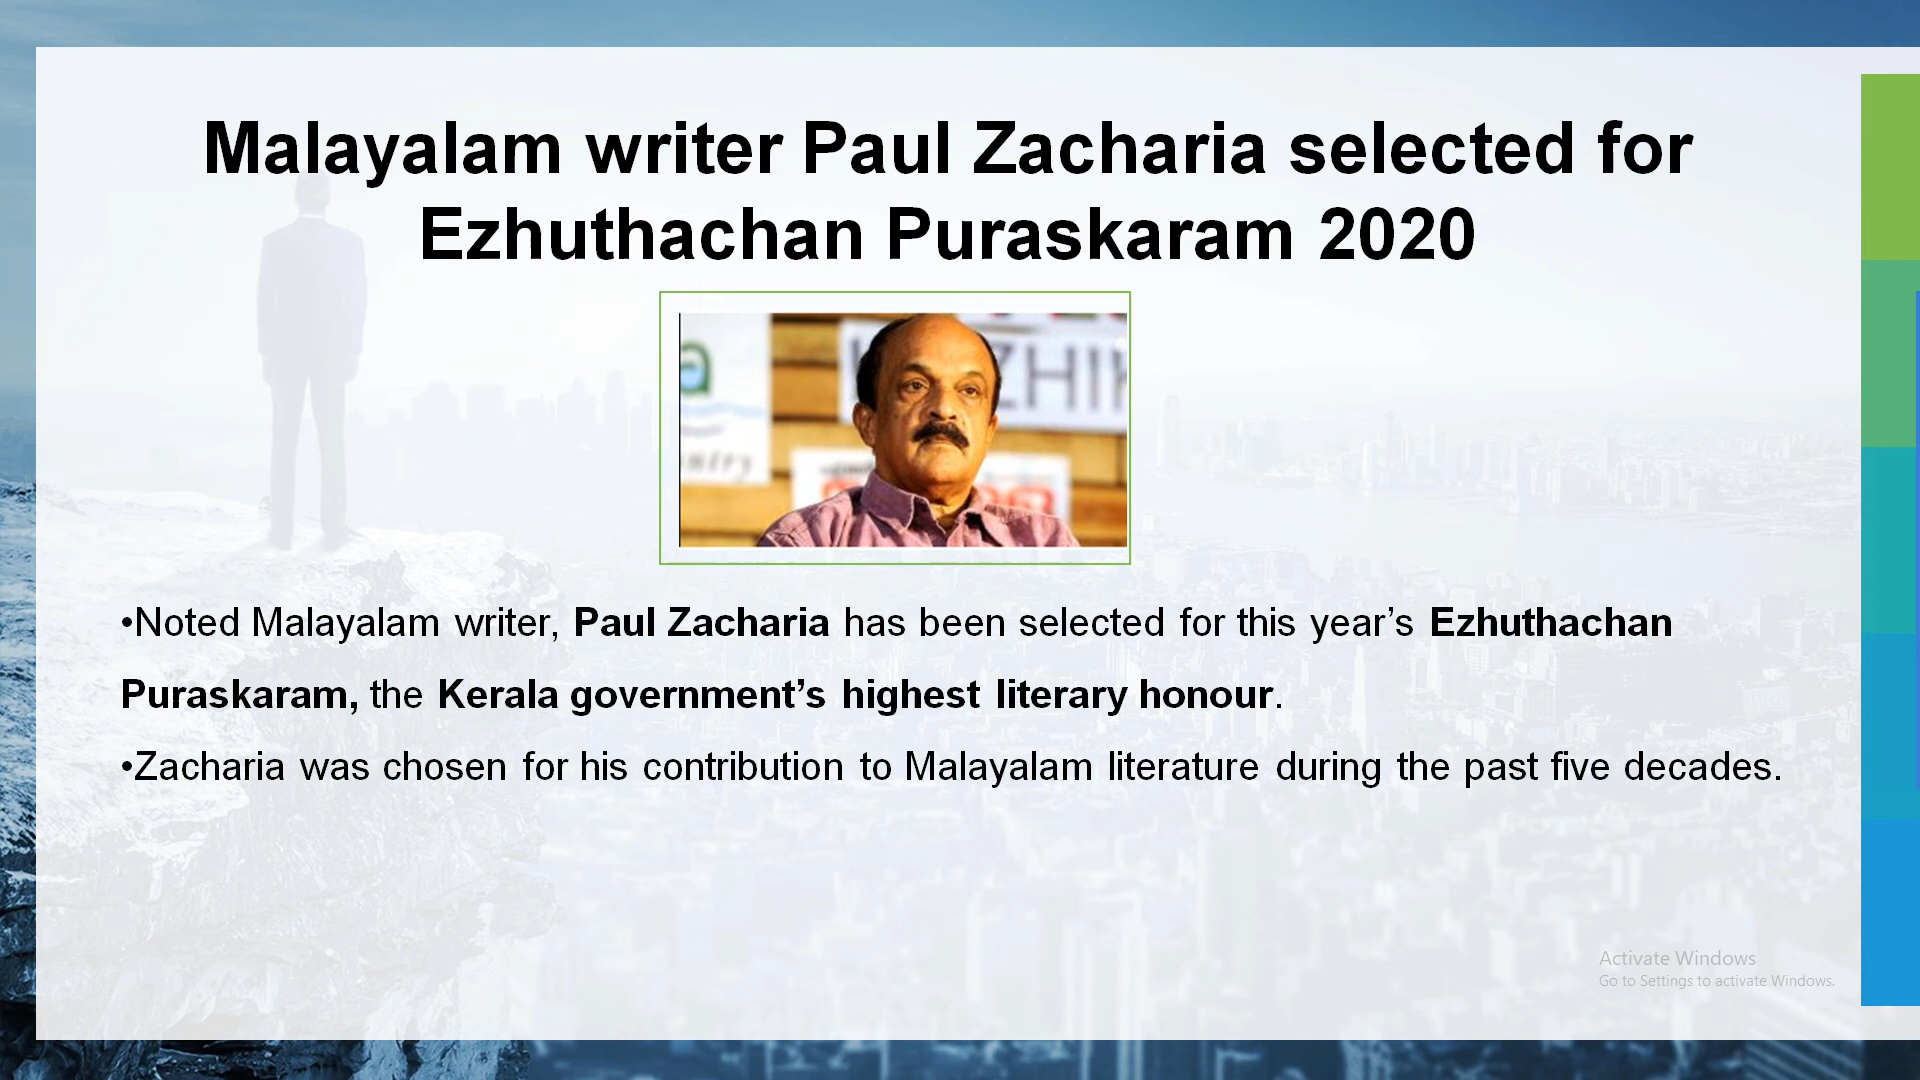 Malayalam writer Paul Zacharia selected for
Ezhuthachan Puraskaram 2020
•Noted Malayalam writer, Paul Zacharia has been selected for this year’s Ezhuthachan
Puraskaram, the Kerala government’s highest literary honour.
•Zacharia was chosen for his contribution to Malayalam literature during the past five decades.
Activate Windows
Go to Settings to activate Windows.